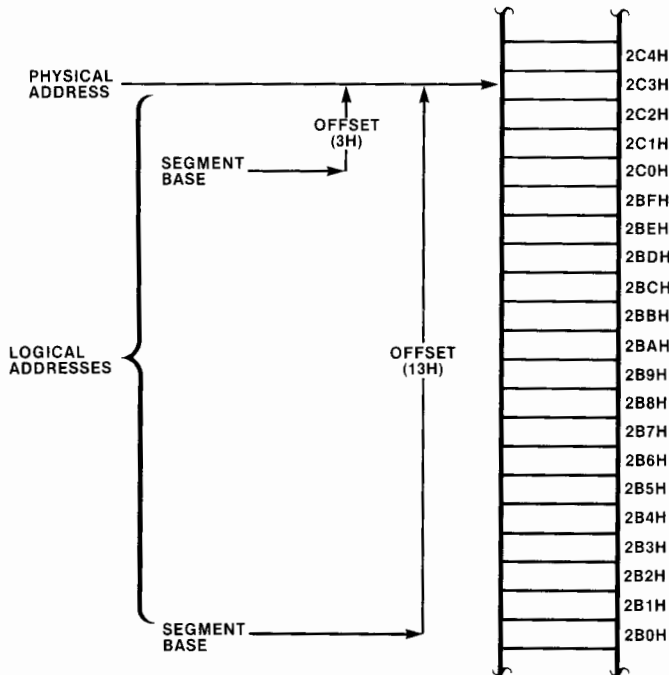 PHYSICAL
ADDRESS
OFFSET
(3H)
SEGMENT
BASE
LOGICAL
ADDRESSES
OFFSET
(13H)
SEGMENT
BASE
2C4H
2C3H
2C2H
2C1H
2C0H
2BFH
2BEH
2BDH
2BCH
2BBH
2BAH
2B9H
2B8H
2B7H
2B6H
2B5H
2B4H
2B3H
2B2H
2B1H
2B0H